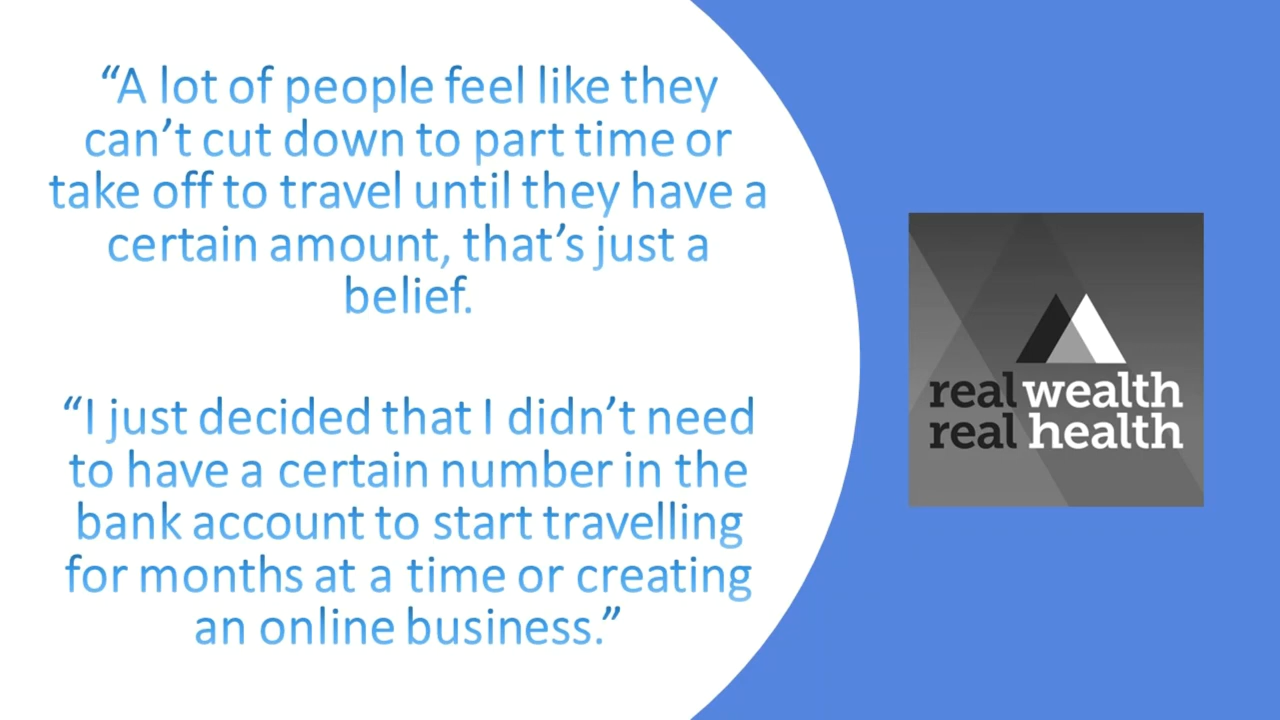 “A lot of people feel like they
can’t cut down to part time or
take off to travel until they have a
certain amount, that’s just a
belief.
“I just decided that I didn’t need
to have a certain number in the
bank account to start travelling
for months at a time or creating
an online business.”
real wealth
real health